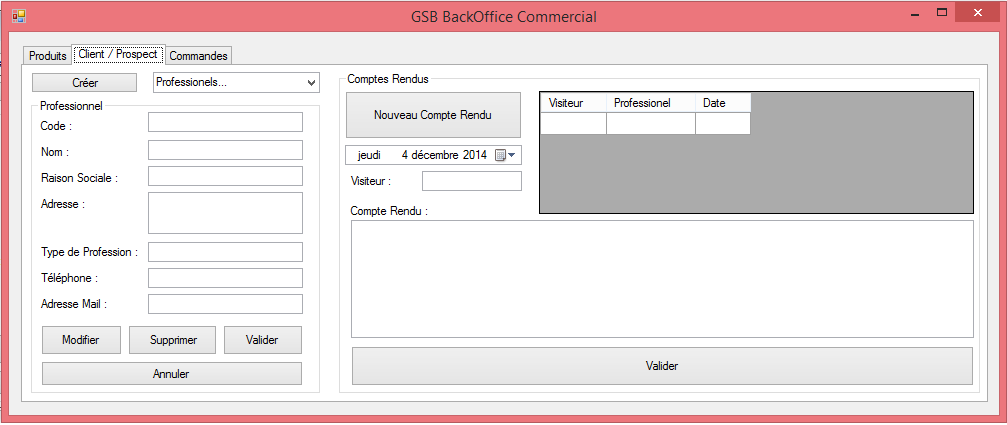 GSB BackOffice Commercial
Produits Client / Prospect Commandes
Créer Professionels...
Professionnel
Code :
Nom :
Raison Sociale :
Adresse :
Type de Profession :
Téléphone :
Adresse Mail :
Modifier Supprimer Valider
Annuler
Comptes Rendus
Nouveau Compte Rendu
Visiteur Professionel Date
jeudi 4 décembre 2014
Visiteur :
Compte Rendu :
Valider